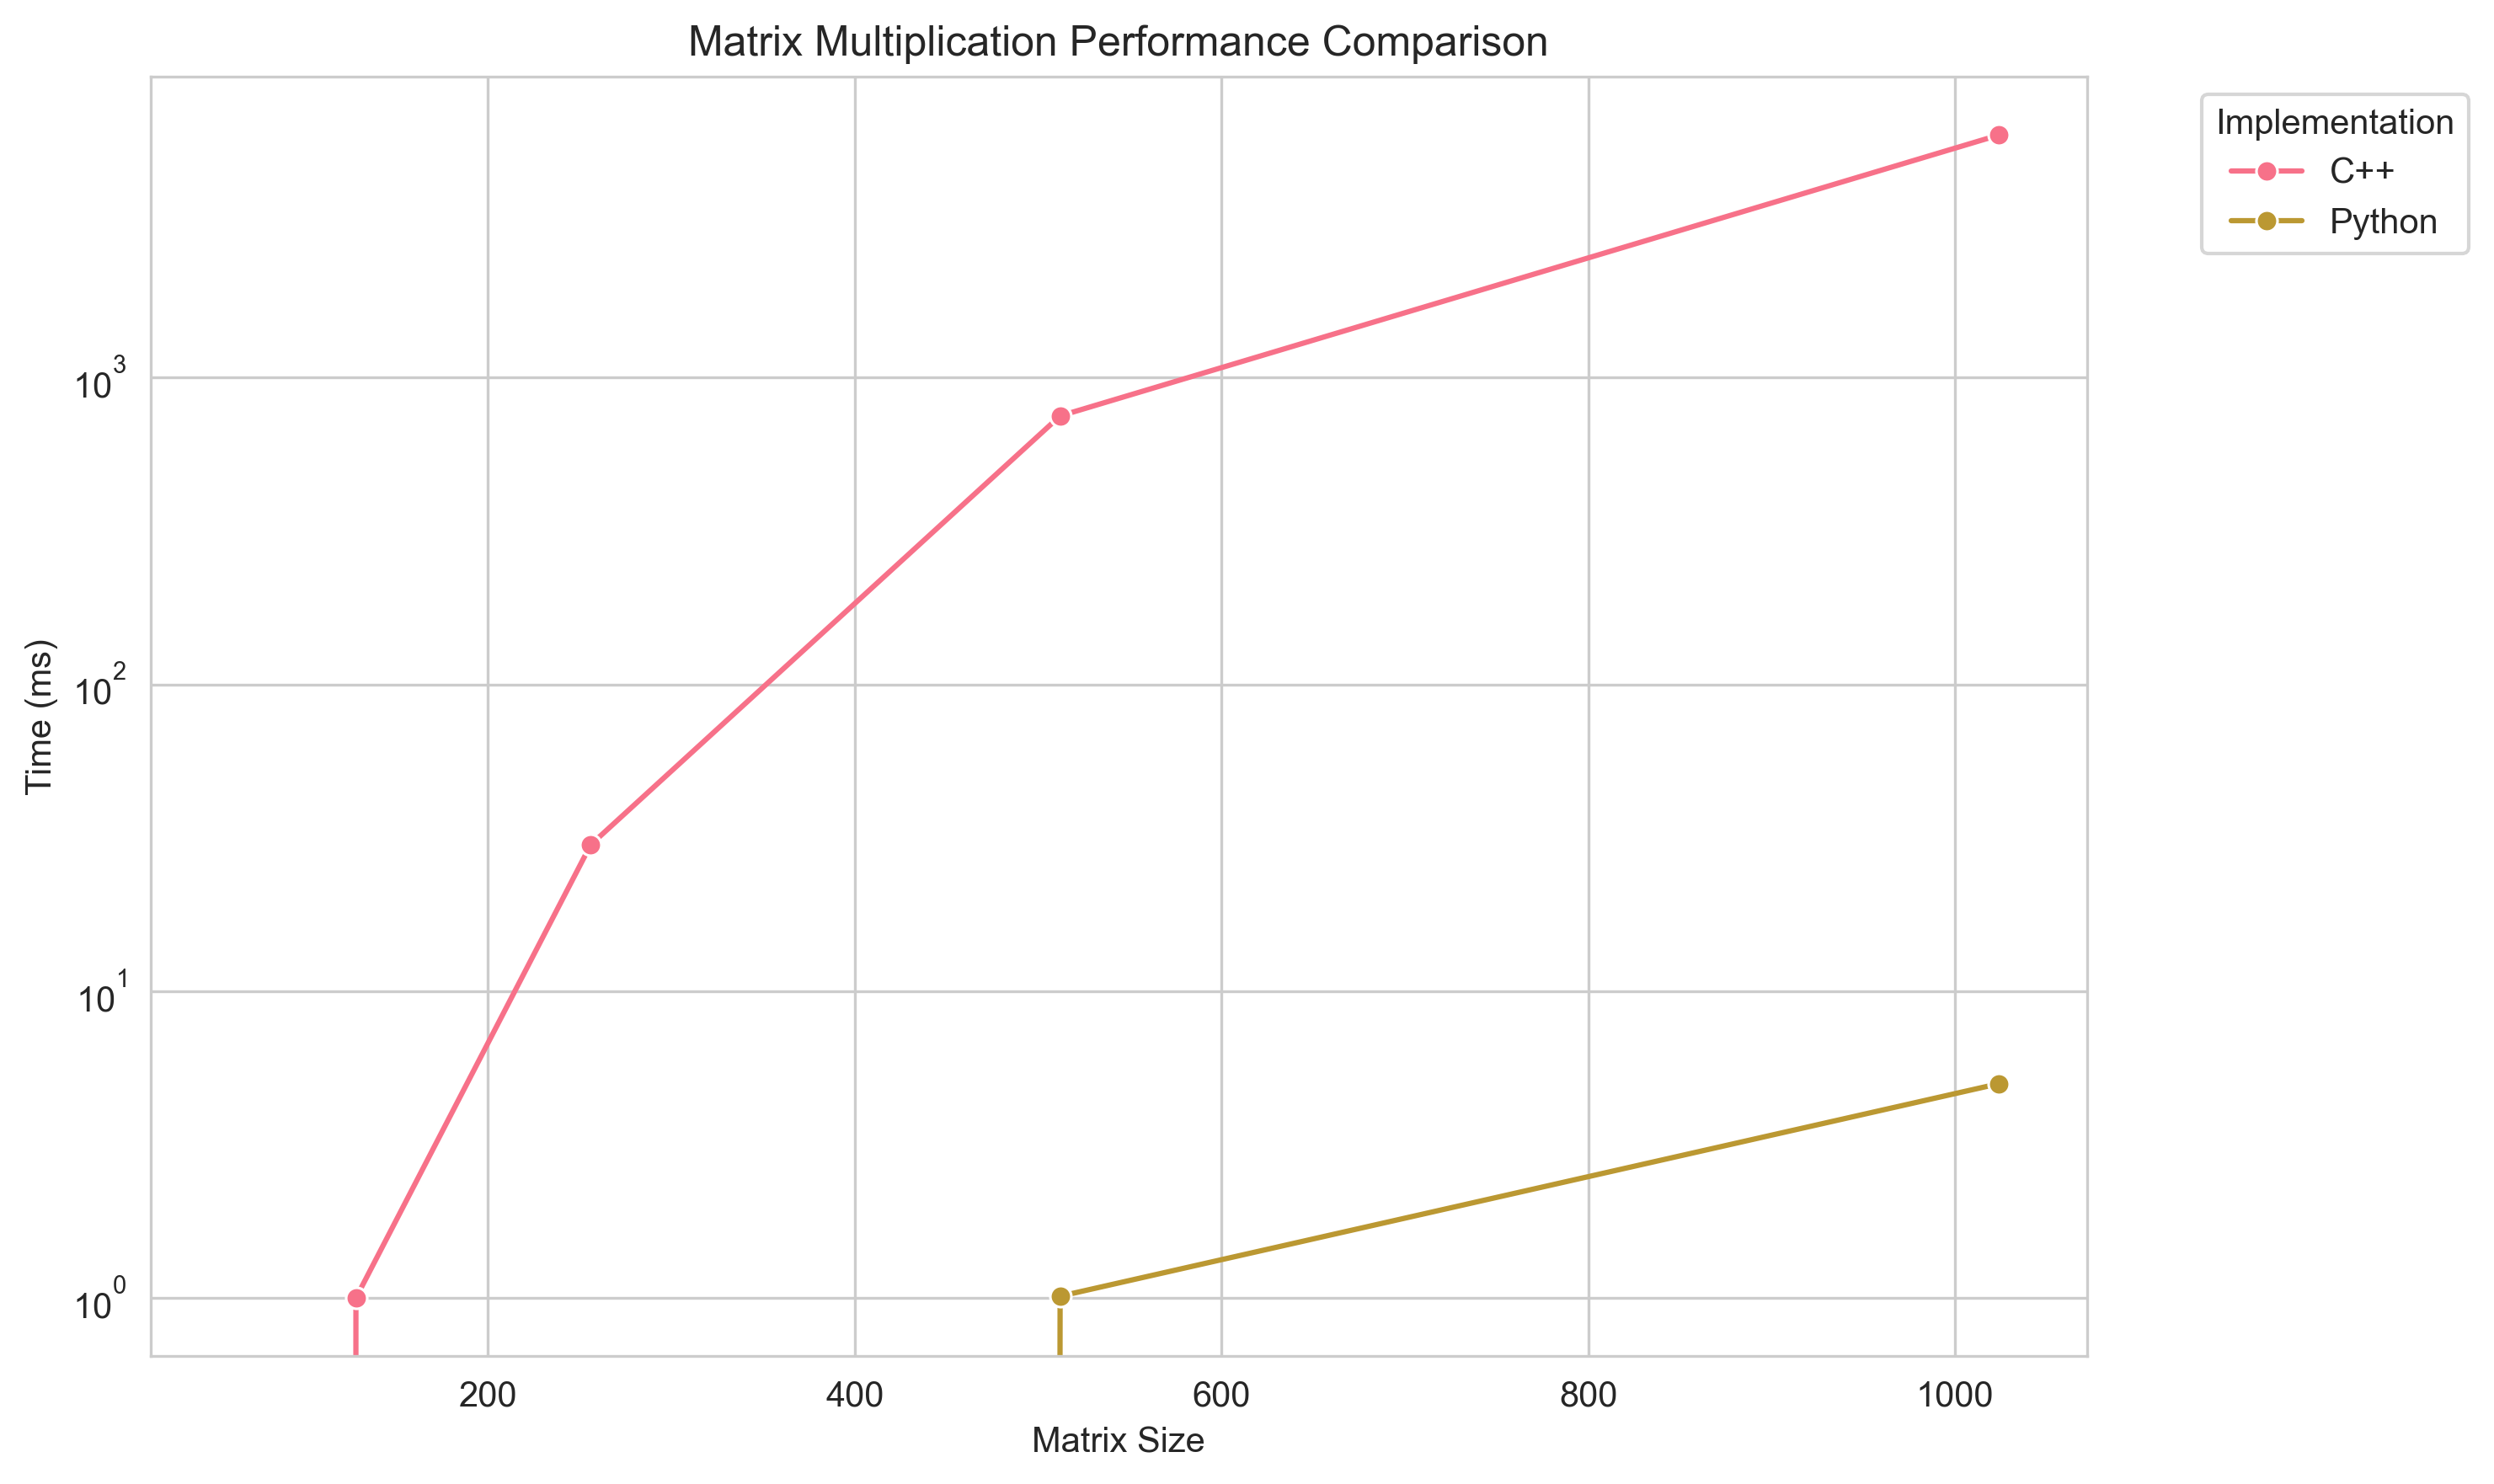 Matrix Multiplication Performance Comparison
Implementation
C++
Python
Time (ms)
10^3
10^2
10^1
10^0
200 400 600 800 1000
Matrix Size